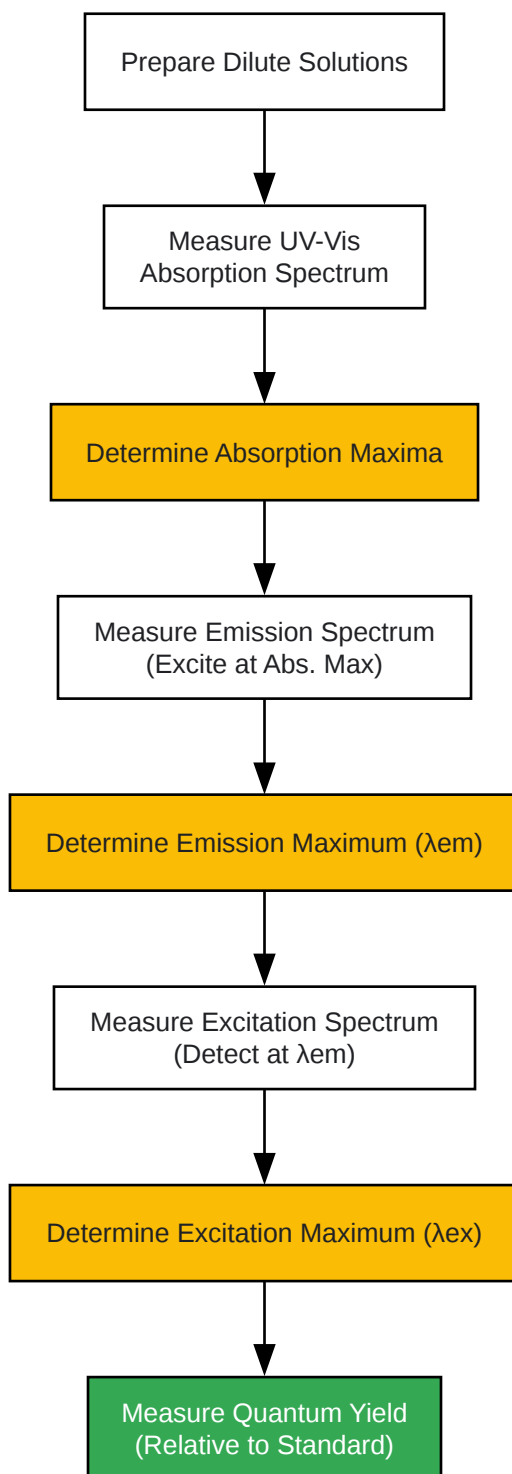 Prepare Dilute Solutions
Measure UV-Vis
Absorption Spectrum
Determine Absorption Maxima
Measure Emission Spectrum
(Excite at Abs. Max)
Determine Emission Maximum (λem)
Measure Excitation Spectrum
(Detect at λem)
Determine Excitation Maximum (λex)
Measure Quantum Yield
(Relative to Standard)